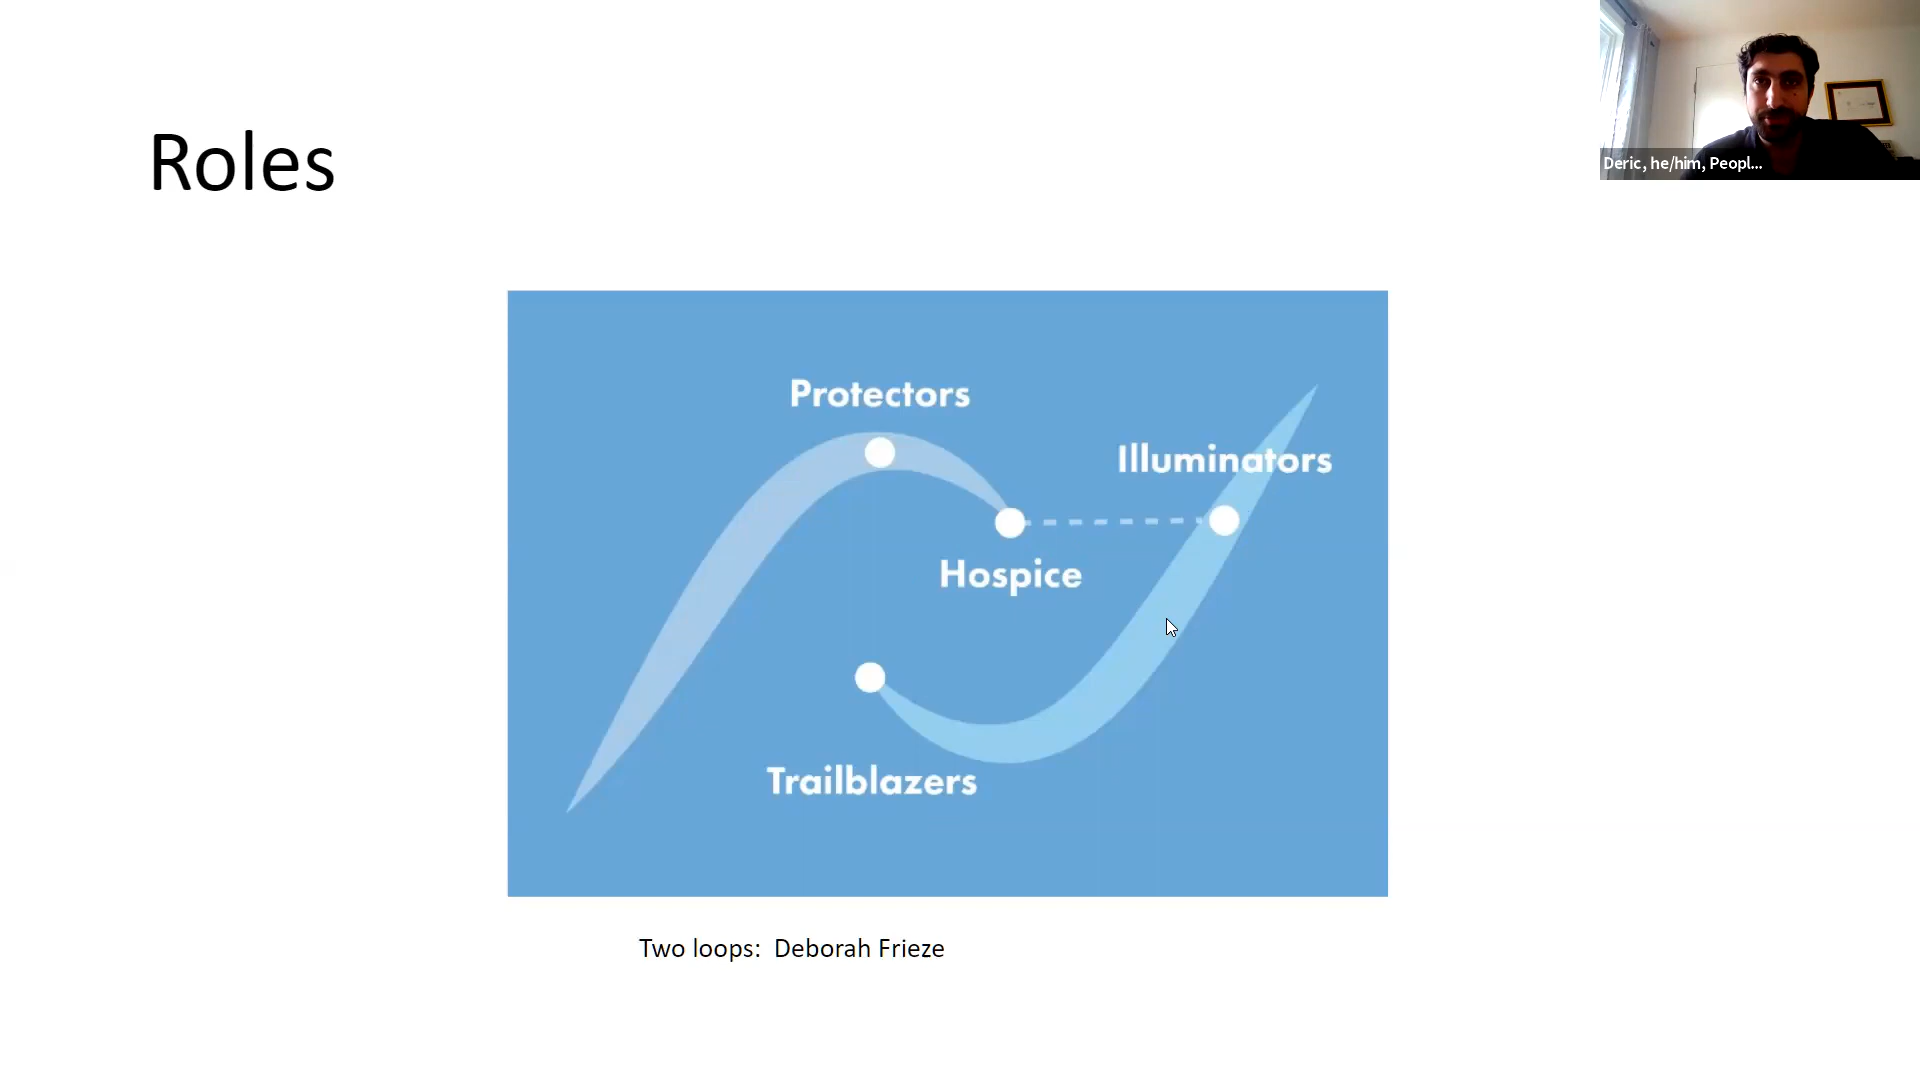 Roles
Deric, he/him, Peopl...
Protectors
Illuminators
Hospice
Trailblazers
Two loops: Deborah Frieze